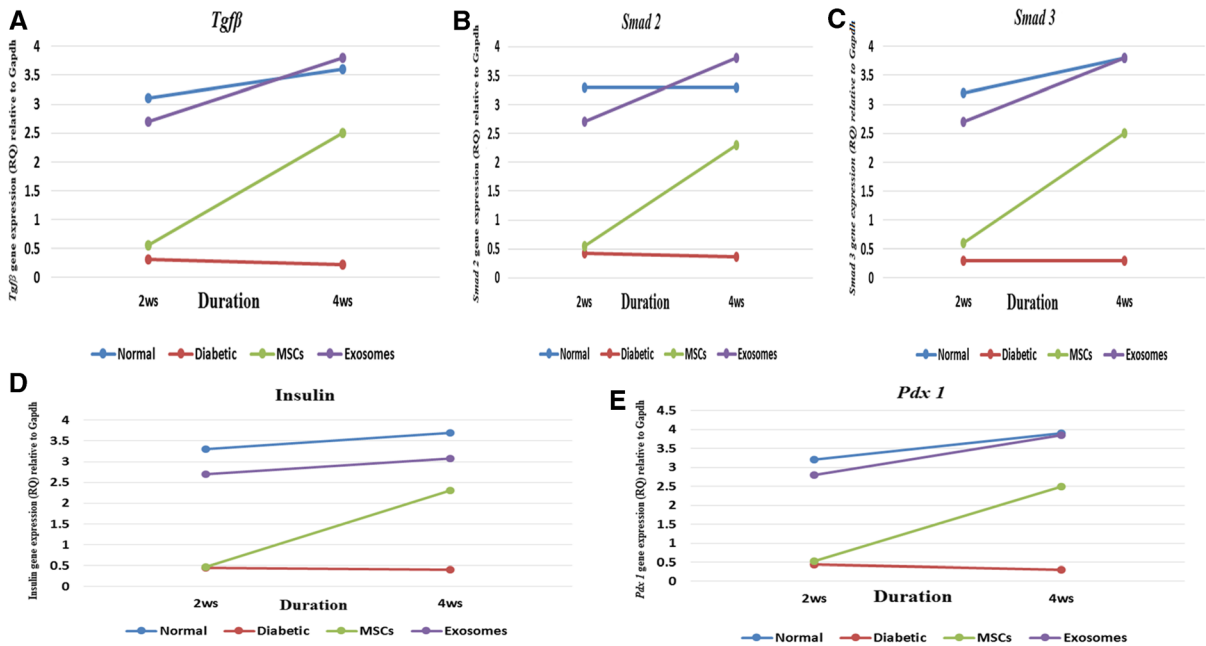 A
Tgfβ
Tgfβ gene expression (RQ) relative to Gapdh
4
3.5
3
2.5
2
1.5
1
0.5
0
2ws
Duration
4ws
Normal Diabetic MSCs Exosomes
B
Smad 2
Smad 2 gene expression (RQ) relative to Gapdh
4
3.5
3
2.5
2
1.5
1
0.5
0
2ws
Duration
4ws
Normal Diabetic MSCs Exosomes
C
Smad 3
Smad 3 gene expression (RQ) relative to Gapdh
4
3.5
3
2.5
2
1.5
1
0.5
0
2ws
Duration
4ws
Normal Diabetic MSCs Exosomes
D
Insulin
Insulin gene expression (RQ) relative to Gapdh
4
3.5
3
2.5
2
1.5
1
0.5
0
2ws
Duration
4ws
Normal Diabetic MSCs Exosomes
E
Pdx 1
Pdx 1 gene expression (RQ) relative to Gapdh
4.5
4
3.5
3
2.5
2
1.5
1
0.5
0
2ws
Duration
4ws
Normal Diabetic MSCs Exosomes